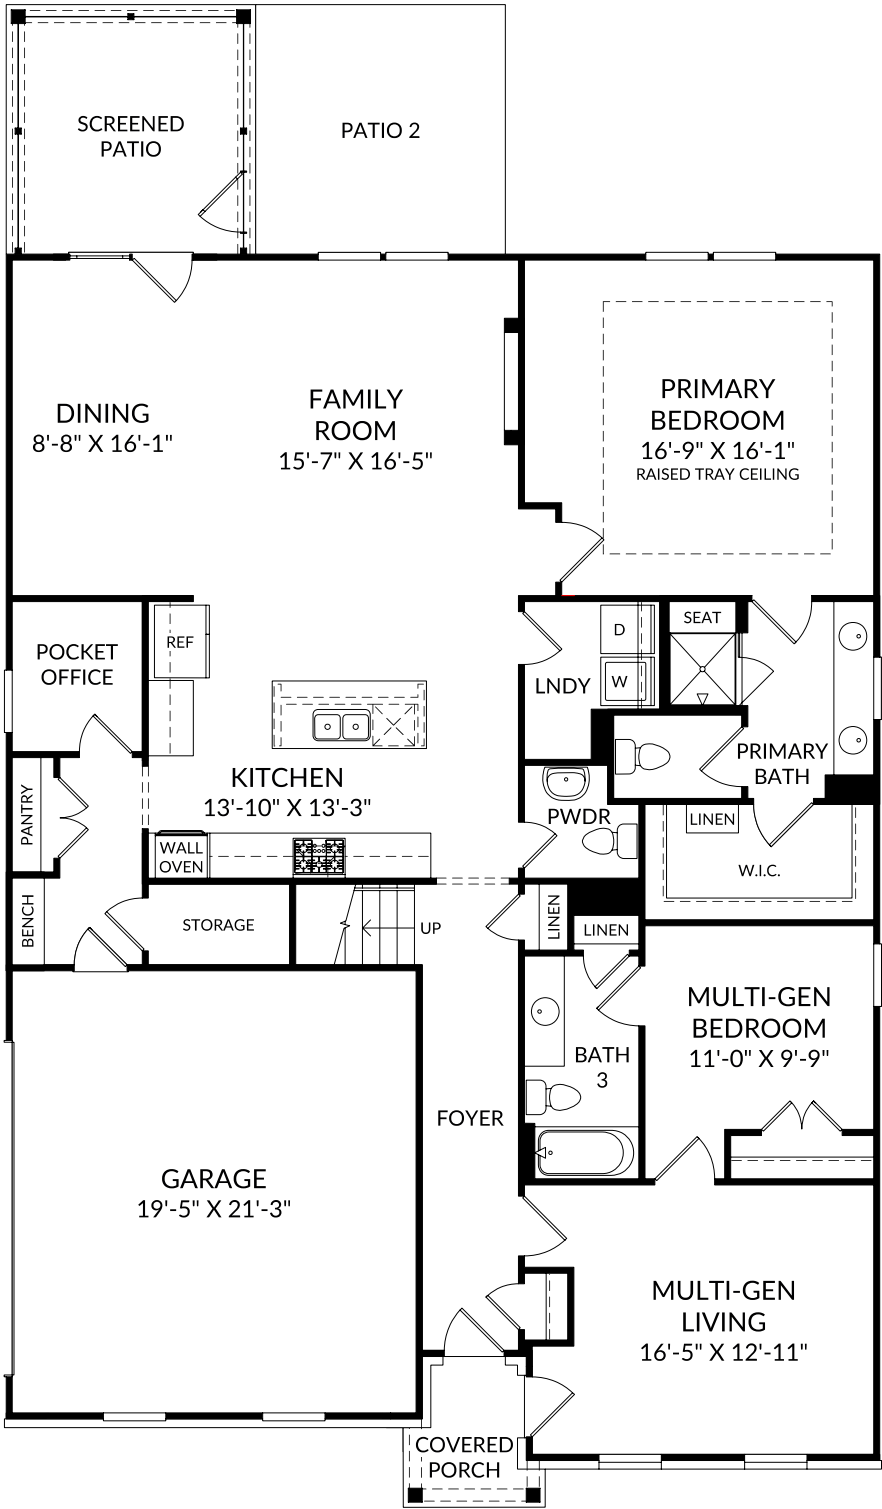 SCREENED
PATIO
PATIO 2
DINING
8'-8" X 16'-1"
FAMILY
ROOM
15'-7" X 16'-5"
PRIMARY
BEDROOM
16'-9" X 16'-1"
RAISED TRAY CEILING
POCKET
OFFICE
REF
LNDY
D
W
SEAT
PRIMARY
BATH
KITCHEN
13'-10" X 13'-3"
PANTRY
WALL
OVEN
PWDR
LINEN
W.I.C.
BENCH
STORAGE
UP
LINEN
LINEN
MULTI-GEN
BEDROOM
11'-0" X 9'-9"
BATH
3
FOYER
GARAGE
19'-5" X 21'-3"
MULTI-GEN
LIVING
16'-5" X 12'-11"
COVERED
PORCH